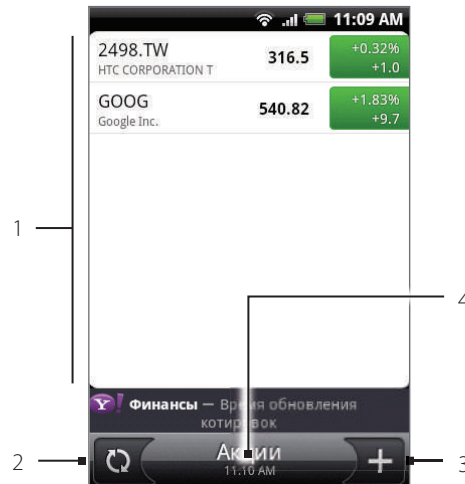 11:09 AM
2498.TW
HTC CORPORATION T
316.5
+0.32%
+1.0
GOOG
Google Inc.
540.82
+1.83%
+9.7
1
4
Y! Финансы — Время обновления
котировок
2
Акции
11.10 AM
3